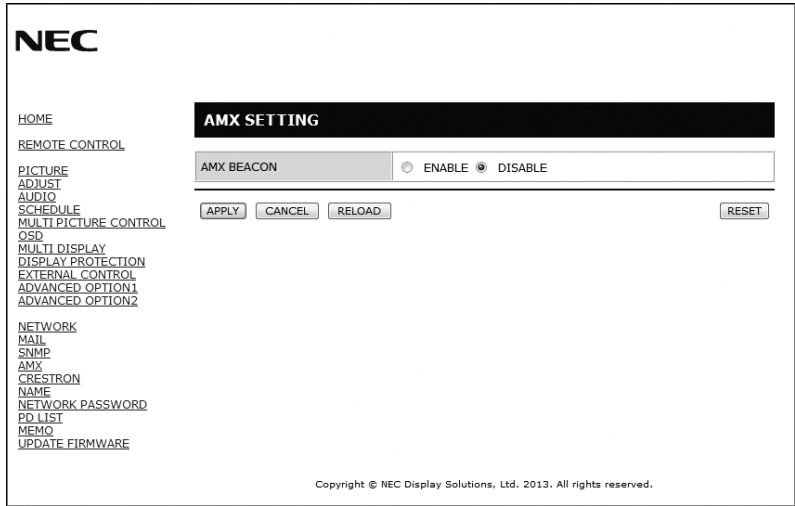 NEC
HOME
REMOTE CONTROL
PICTURE
ADJUST
AUDIO
SCHEDULE
MULTI PICTURE CONTROL
OSD
MULTI DISPLAY
DISPLAY PROTECTION
EXTERNAL CONTROL
ADVANCED OPTION1
ADVANCED OPTION2
NETWORK
MAIL
SNMP
AMX
CRESTRON
NAME
NETWORK PASSWORD
PD LIST
MEMO
UPDATE FIRMWARE
AMX SETTING
AMX BEACON ENABLE DISABLE
APPLY CANCEL RELOAD RESET
Copyright © NEC Display Solutions, Ltd. 2013. All rights reserved.